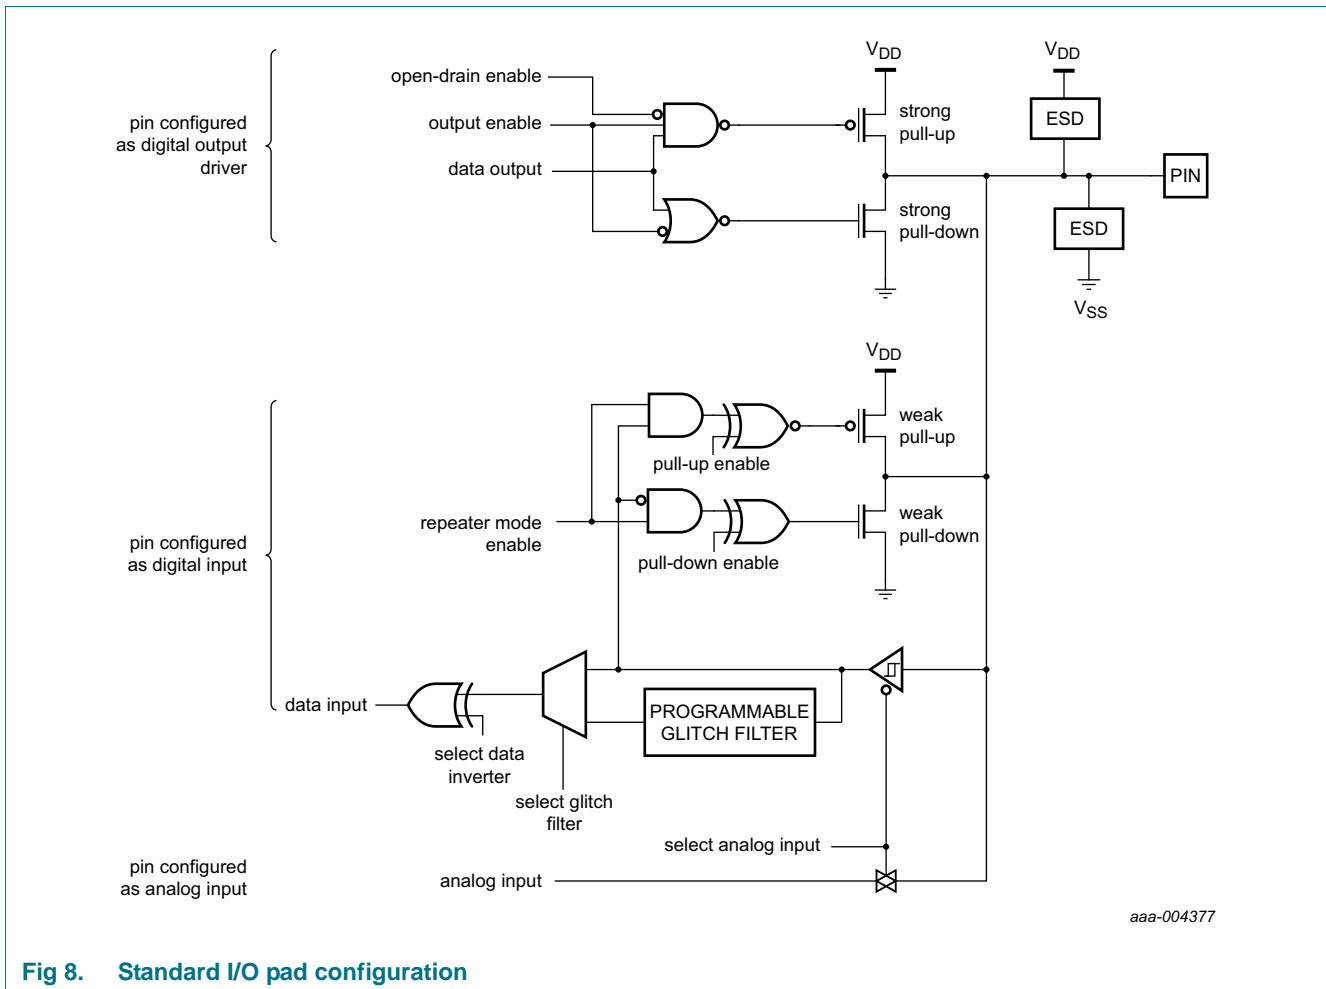 VDD
VDD
open-drain enable
strong
pull-up
ESD
pin configured
as digital output
driver
output enable
data output
PIN
strong
pull-down
ESD
VSS
VDD
weak
pull-up
pull-up enable
repeater mode
enable
weak
pull-down
pin configured
as digital input
pull-down enable
data input
PROGRAMMABLE
GLITCH FILTER
select data
inverter
select glitch
filter
select analog input
pin configured
as analog input
analog input
aaa-004377
Fig 8. Standard I/O pad configuration